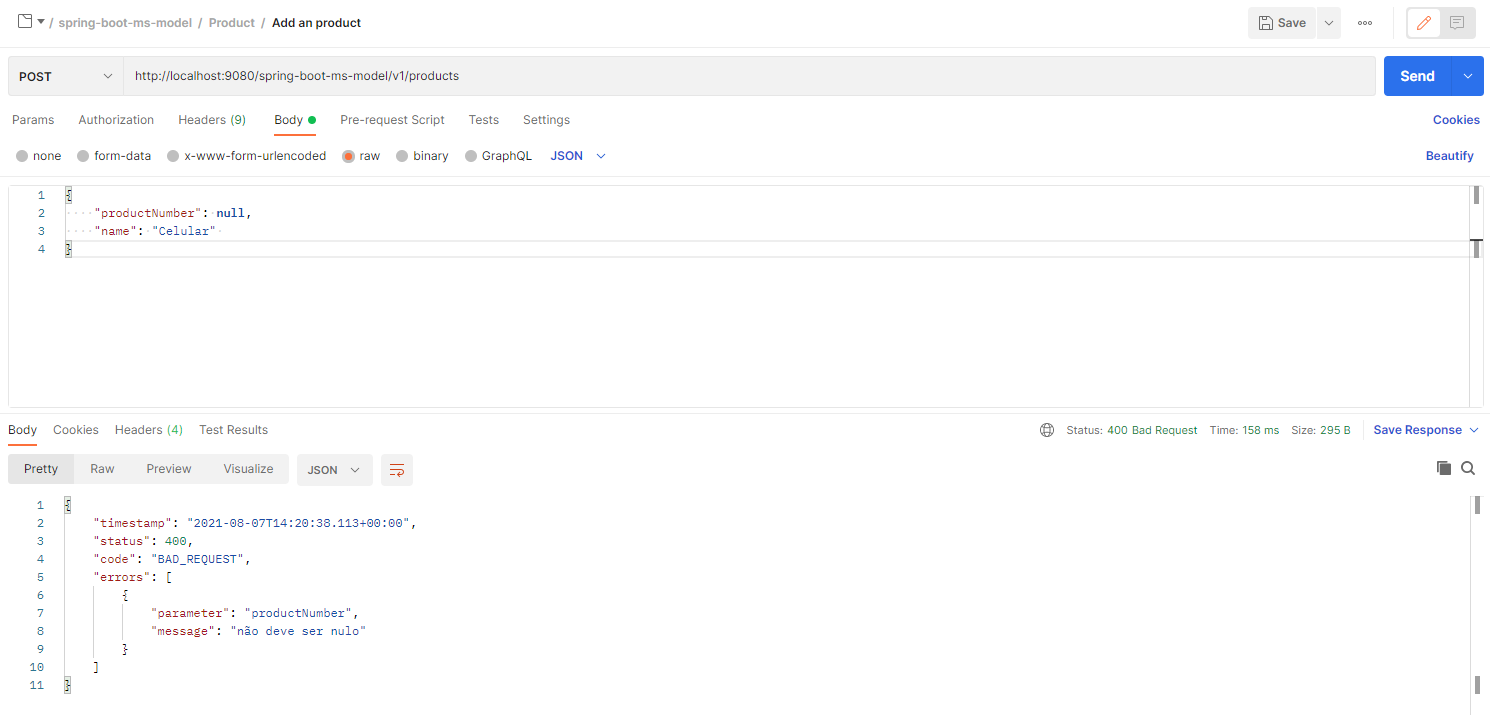 / spring-boot-ms-model / Product / Add an product Save ooo
POST http://localhost:9080/spring-boot-ms-model/v1/products Send
Params Authorization Headers (9) Body Pre-request Script Tests Settings Cookies
none form-data x-www-form-urlencoded raw binary GraphQL JSON Beautify
1 {
2 "productNumber": null,
3 "name": "Celular"
4 }
Body Cookies Headers (4) Test Results Status: 400 Bad Request Time: 158 ms Size: 295 B Save Response
Pretty Raw Preview Visualize JSON
1 {
2 "timestamp": "2021-08-07T14:20:38.113+00:00",
3 "status": 400,
4 "code": "BAD_REQUEST",
5 "errors": [
6 {
7 "parameter": "productNumber",
8 "message": "não deve ser nulo"
9 }
10 ]
11 }